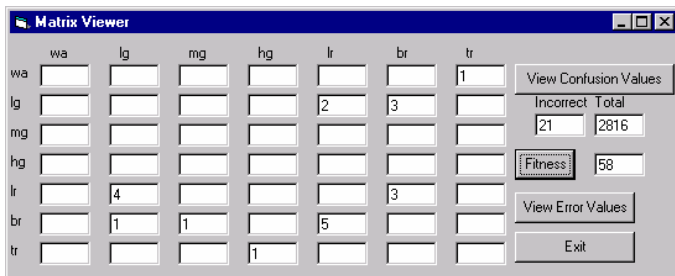 Matrix Viewer
wa lg mg hg lr br tr
wa 1 View Confusion Values
Incorrect Total
lg 2 3 21 2816
mg
hg Fitness 58
lr 4 3
View Error Values
br 1 1 5
tr 1 Exit